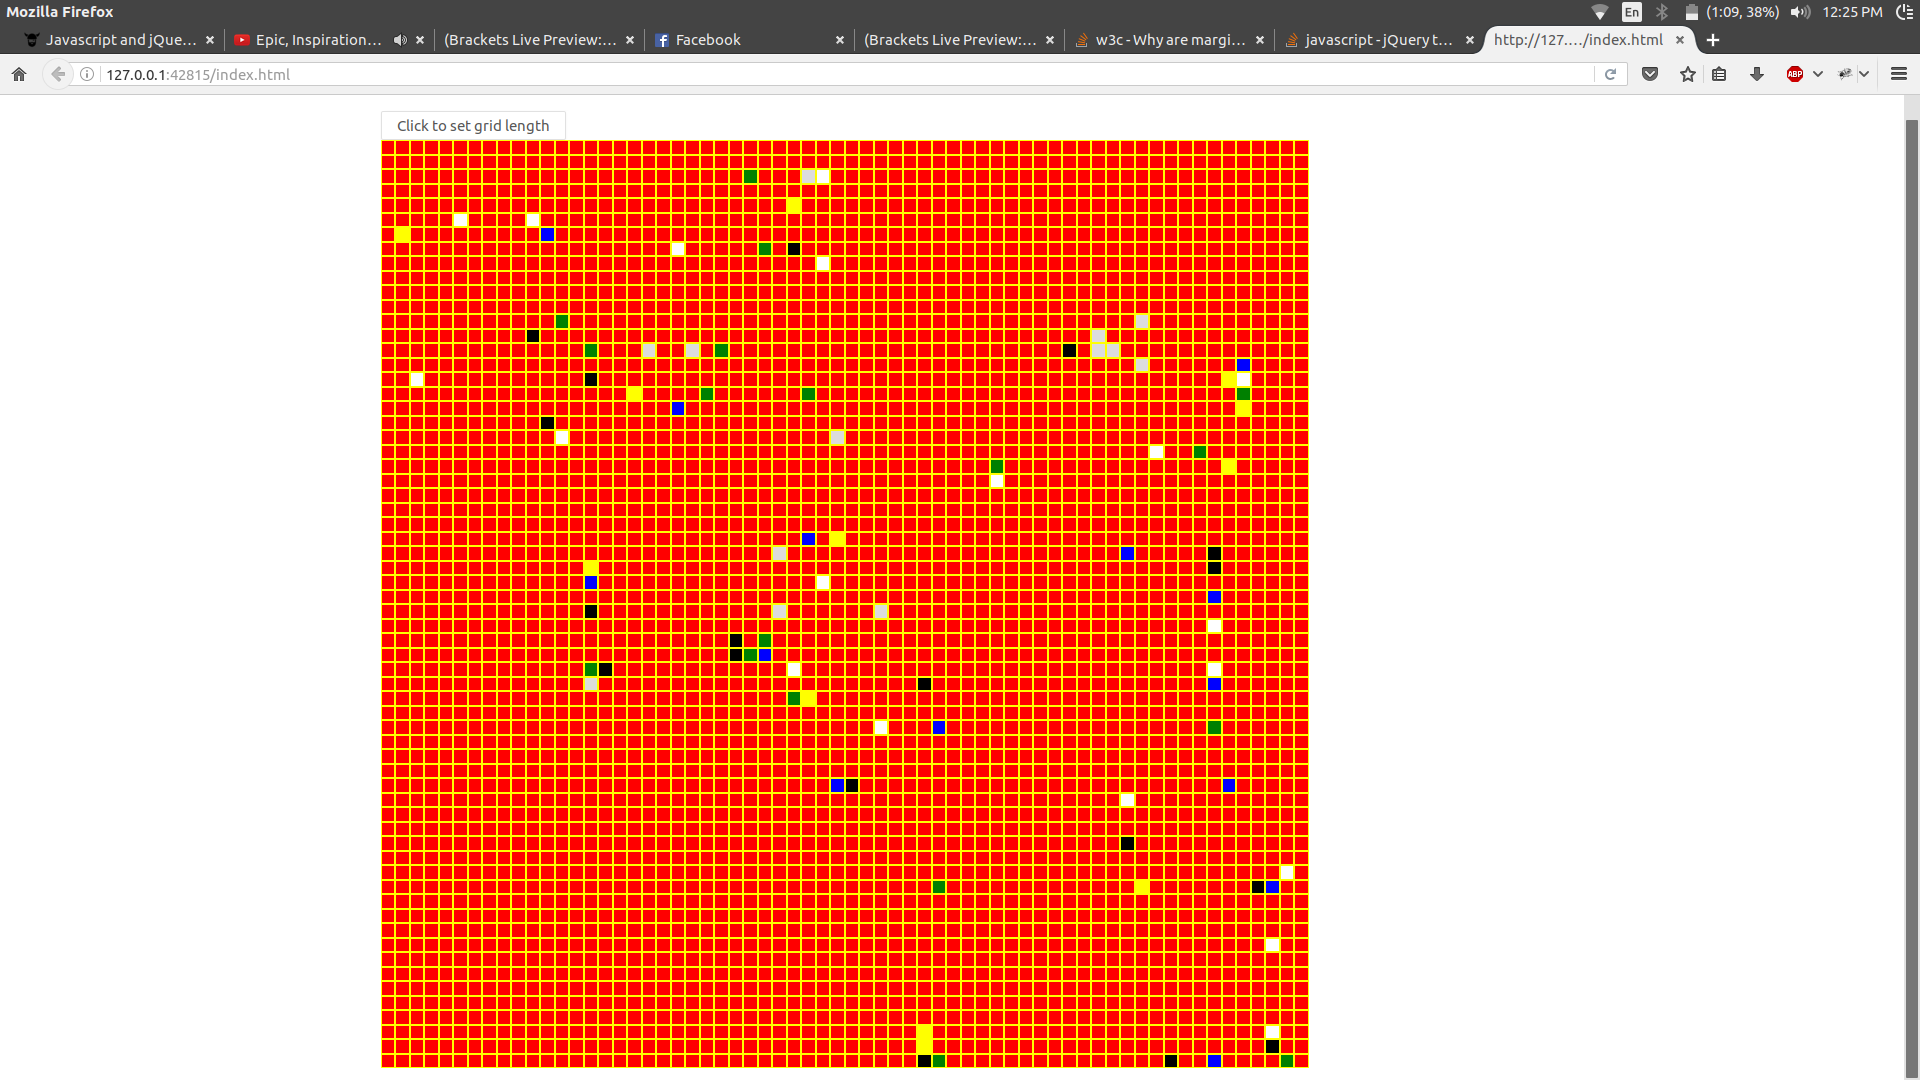 Mozilla Firefox
En
(1:09, 38%)
12:25 PM
Javascript and jQue...
Epic, Inspiration...
(Brackets Live Preview:...
Facebook
(Brackets Live Preview:...
w3c - Why are margi...
javascript - jQuery t...
http://127..../index.html
127.0.0.1:42815/index.html
ABP
Click to set grid length